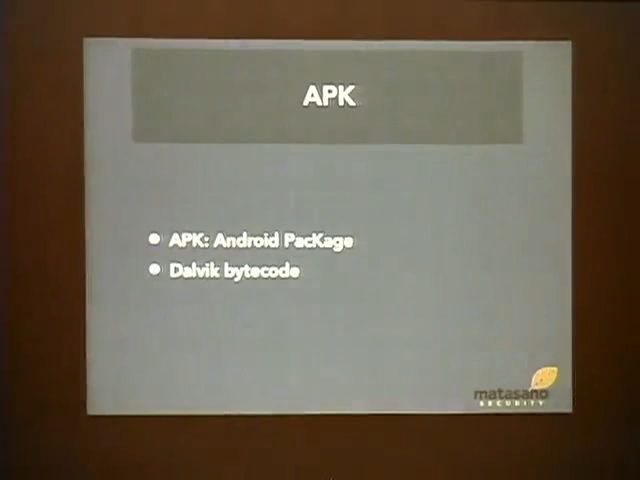 APK
APK: Android PacKage
Dalvik bytecode
matasano
SECURITY